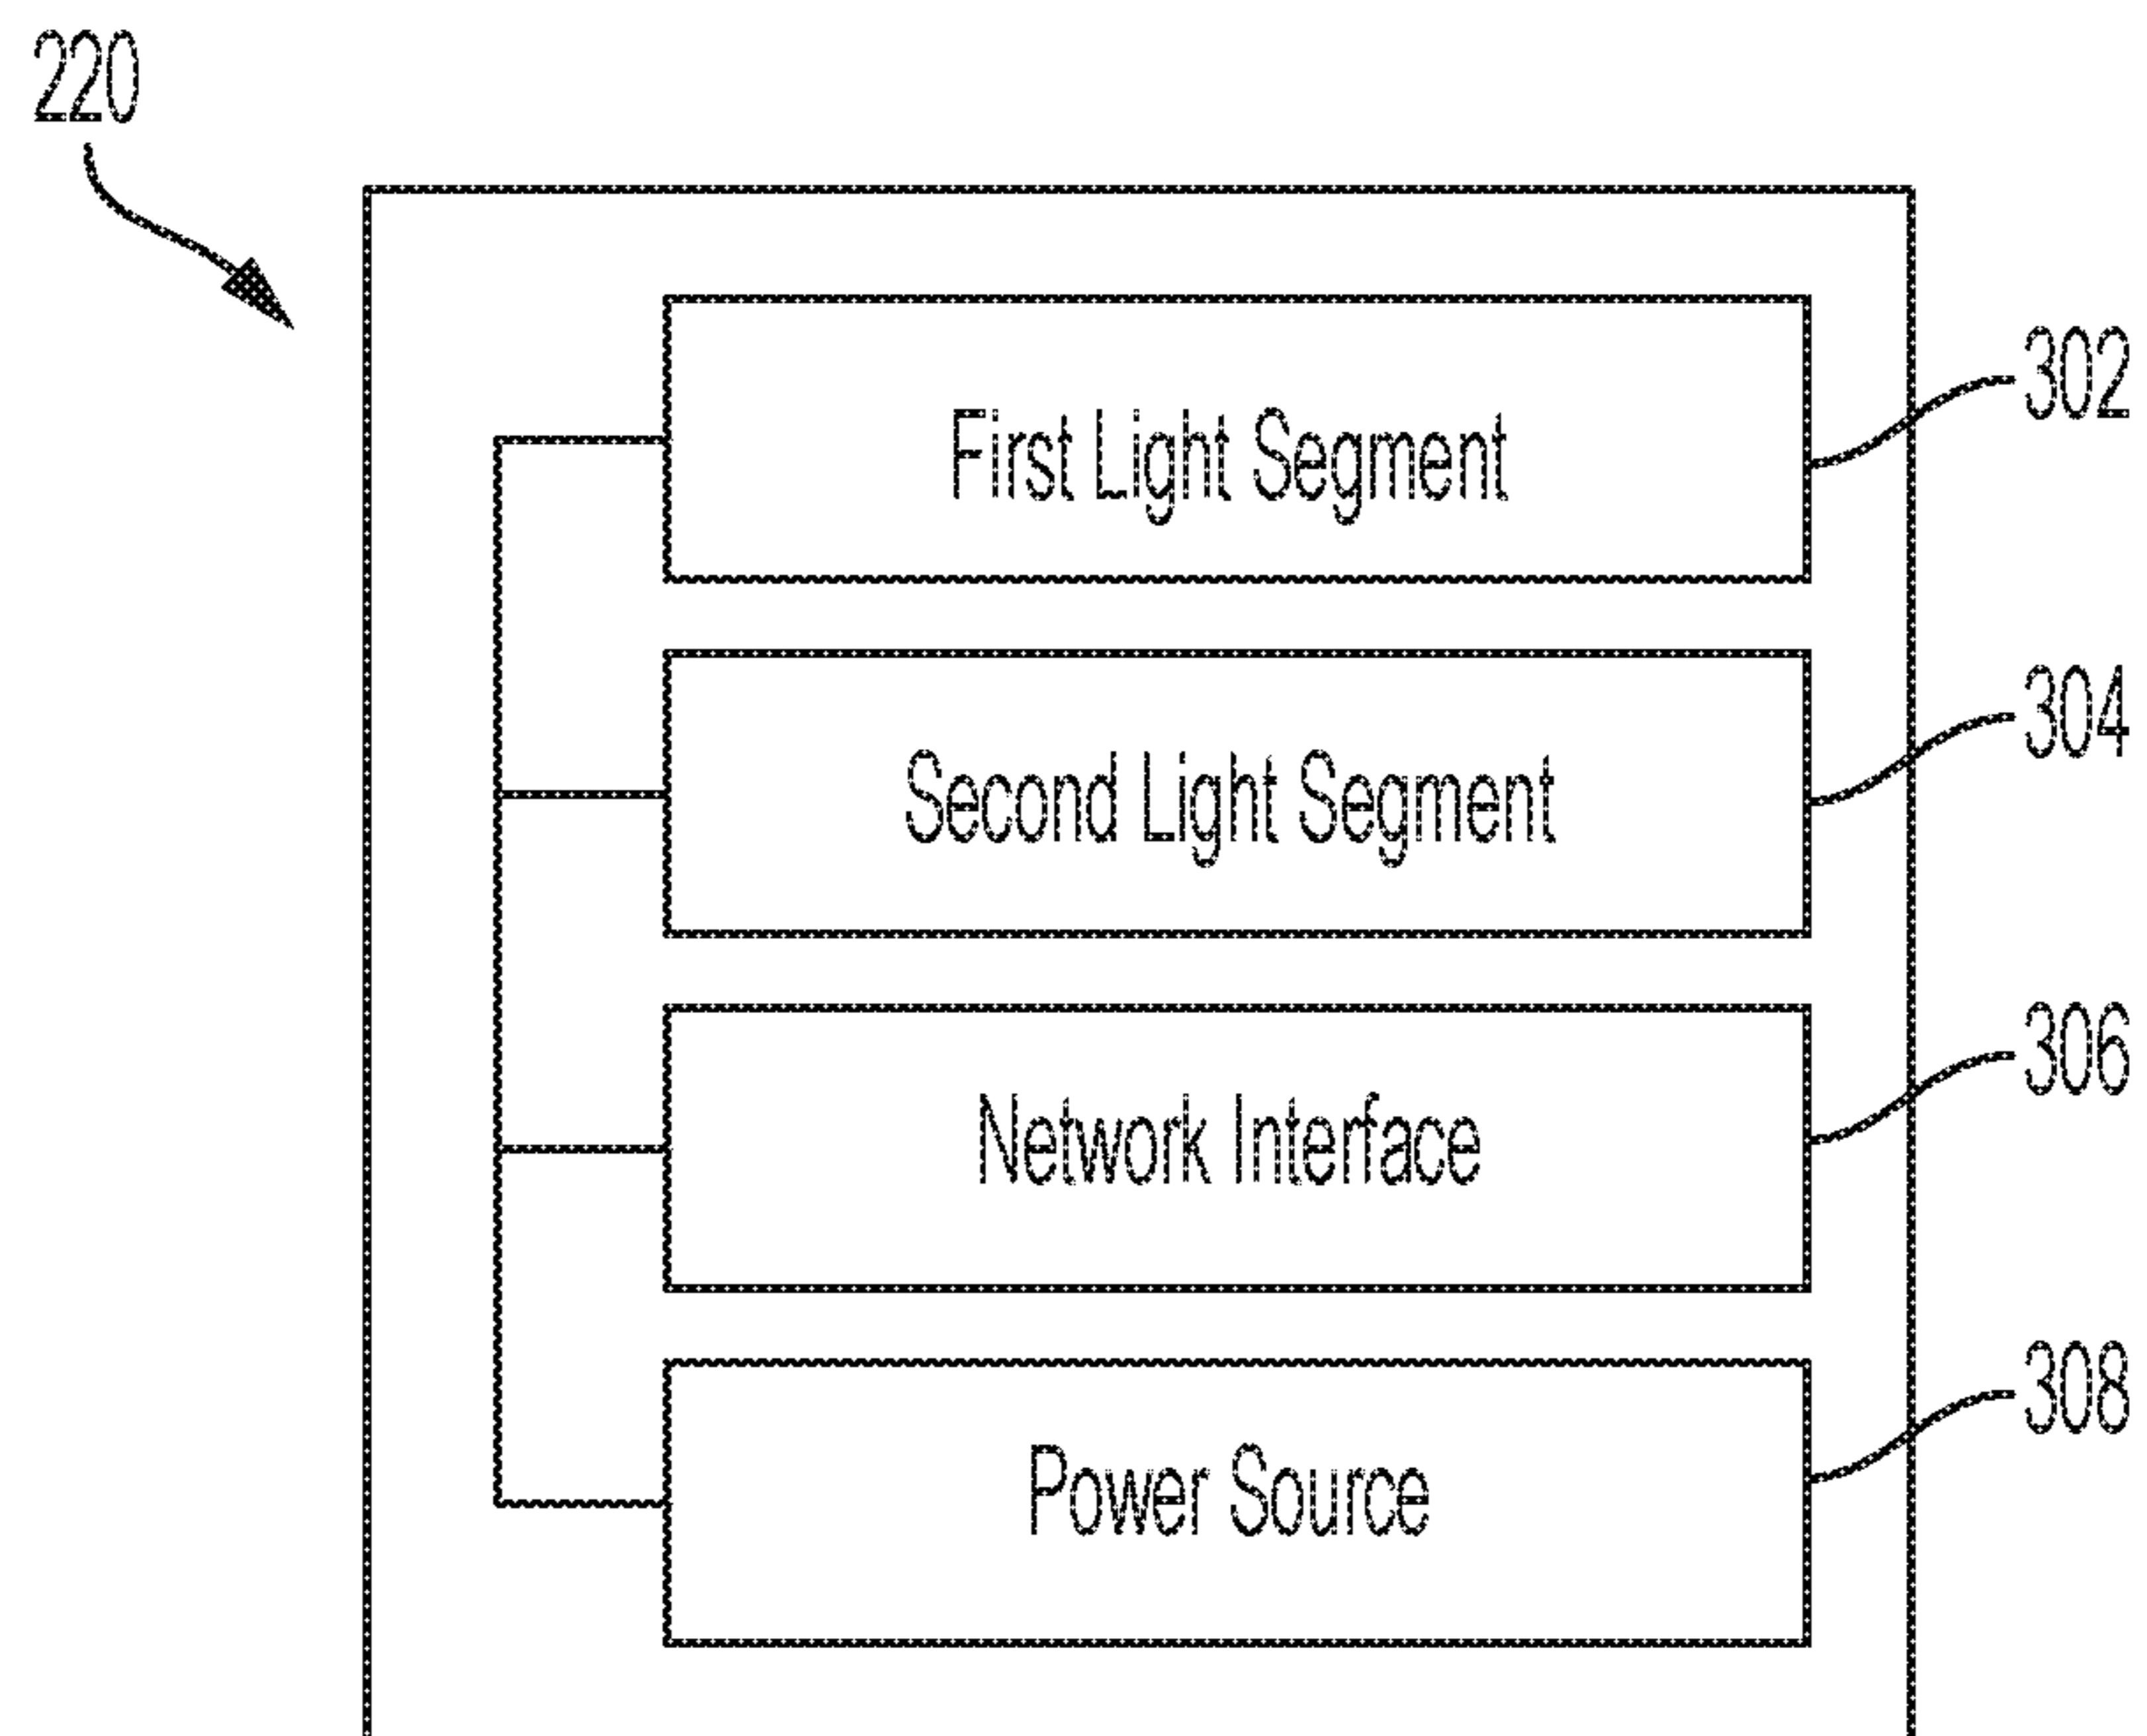 220
First Light Segment
302
Second Light Segment
304
Network Interface
306
Power Source
308